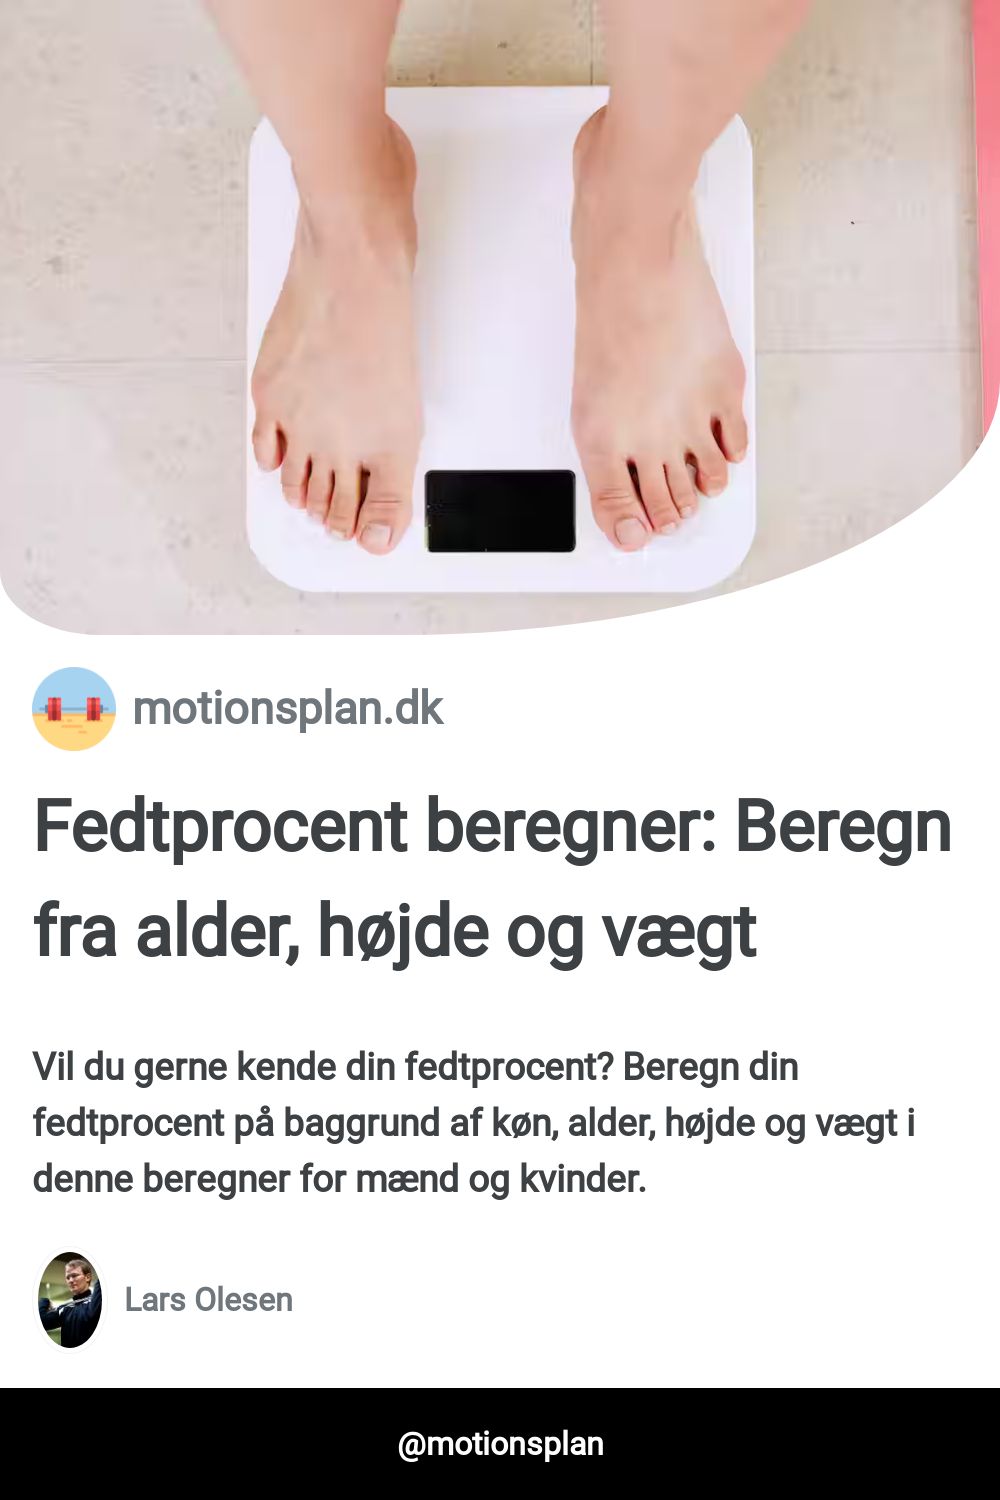 motionsplan.dk
Fedtprocent beregner: Beregn
fra alder, højde og vægt
Vil du gerne kende din fedtprocent? Beregn din
fedtprocent på baggrund af køn, alder, højde og vægt i
denne beregner for mænd og kvinder.
Lars Olesen
@motionsplan